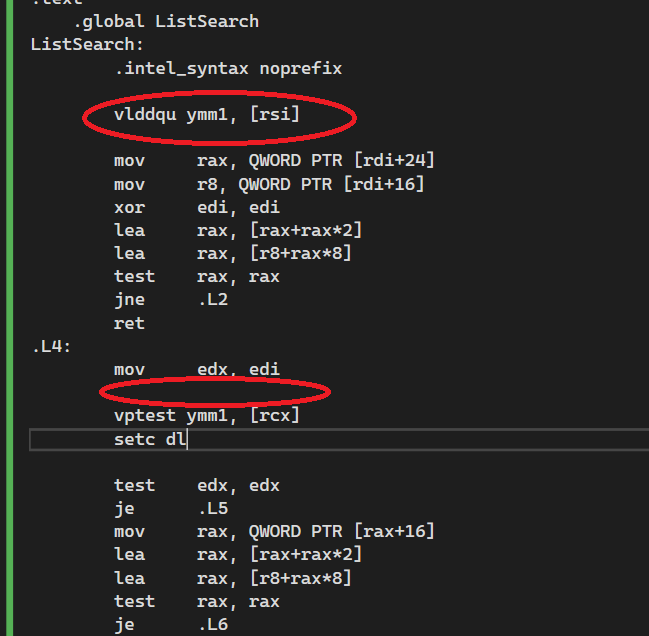 .text
.global ListSearch
ListSearch:
.intel_syntax noprefix
vlddqu ymm1, [rsi]
mov rax, QWORD PTR [rdi+24]
mov r8, QWORD PTR [rdi+16]
xor edi, edi
lea rax, [rax+rax*2]
lea rax, [r8+rax*8]
test rax, rax
jne .L2
ret
.L4:
mov edx, edi
vptest ymm1, [rcx]
setc dl
test edx, edx
je .L5
mov rax, QWORD PTR [rax+16]
lea rax, [rax+rax*2]
lea rax, [r8+rax*8]
test rax, rax
je .L6